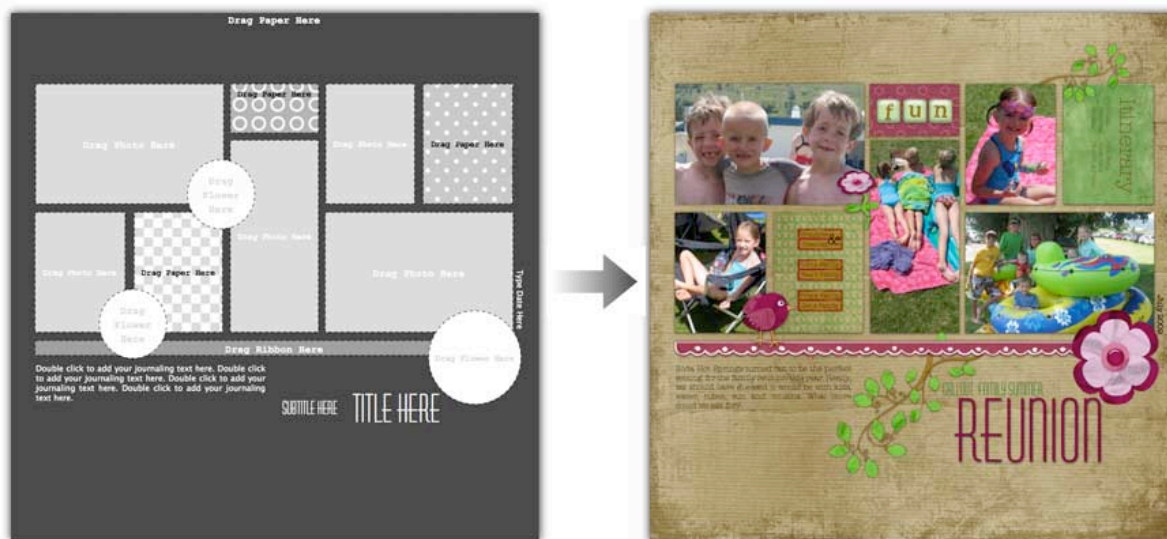 Drag Paper Here
Drag Paper Here
Drag Photo Here
Drag Photo Here
Drag Paper Here
Drag
Flower
Here
Drag Photo Here
Drag Photo Here
Drag Paper Here
Drag Photo Here
Type Date Here
Drag
Flower
Here
Drag Ribbon Here
Drag Flower Here
Double click to add your journaling text here. Double click
to add your journaling text here. Double click to add your
journaling text here. Double click to add your journaling
text here.
SUBTITLE HERE
TITLE HERE
fun
Itinerary
&
FAMILY SUMMER
REUNION